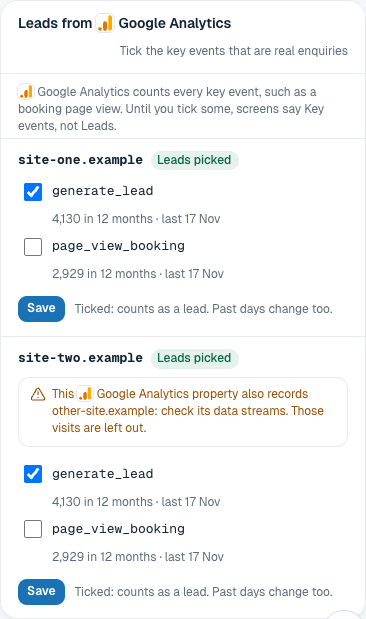 Leads from Google Analytics
Tick the key events that are real enquiries
Google Analytics counts every key event, such as a
booking page view. Until you tick some, screens say Key
events, not Leads.
site-one.example Leads picked
generate_lead
4,130 in 12 months · last 17 Nov
page_view_booking
2,929 in 12 months · last 17 Nov
Save Ticked: counts as a lead. Past days change too.
site-two.example Leads picked
This Google Analytics property also records
other-site.example: check its data streams. Those
visits are left out.
generate_lead
4,130 in 12 months · last 17 Nov
page_view_booking
2,929 in 12 months · last 17 Nov
Save Ticked: counts as a lead. Past days change too.